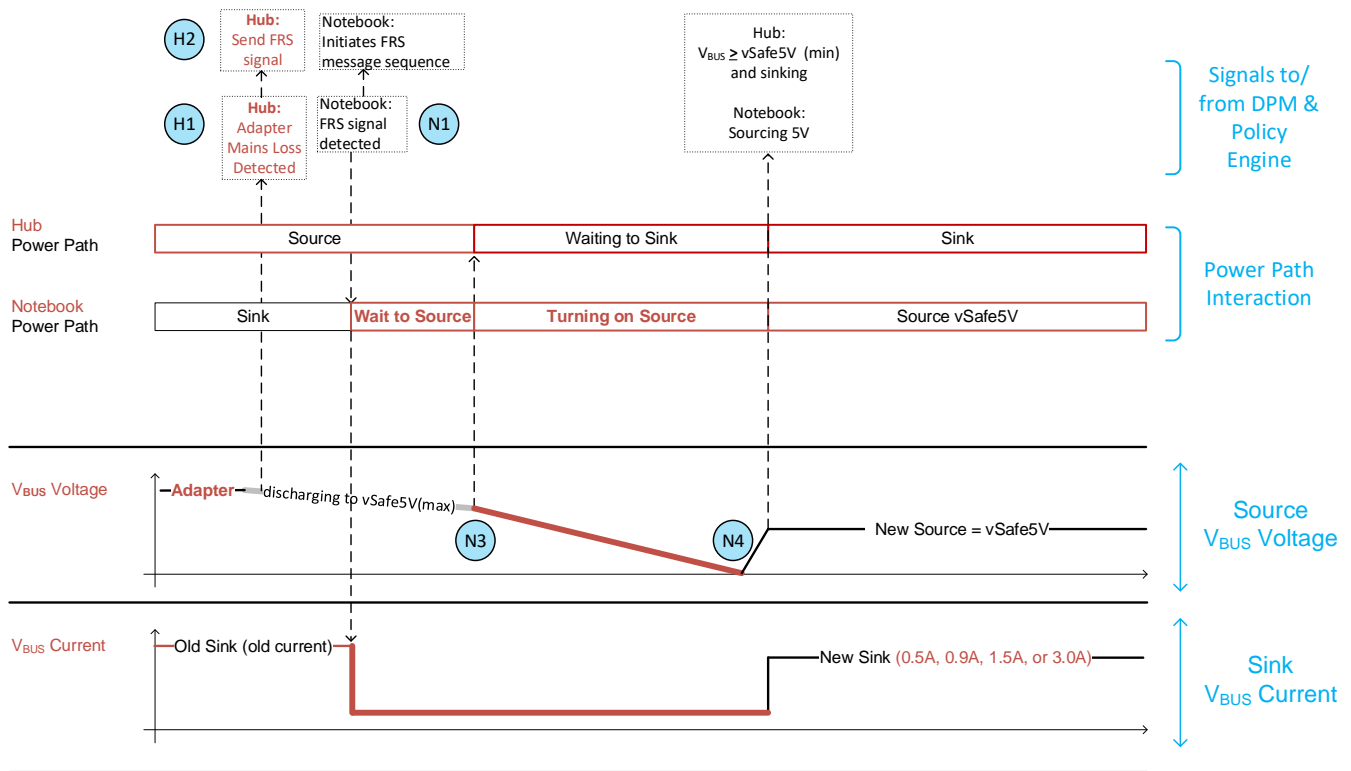 H2
Hub:
Send FRS
signal
Notebook:
Initiates FRS
message sequence
Hub:
VBUS ≥ vSafe5V (min)
and sinking
Notebook:
Sourcing 5V
Signals to/
from DPM &
Policy
Engine
H1
Hub:
Adapter
Mains Loss
Detected
Notebook:
FRS signal
detected
N1
Hub
Power Path
Source
Waiting to Sink
Sink
Power Path
Interaction
Notebook
Power Path
Sink
Wait to Source
Turning on Source
Source vSafe5V
VBUS Voltage
Adapter
discharging to vSafe5V(max)
N3
N4
New Source = vSafe5V
Source
VBUS Voltage
VBUS Current
Old Sink (old current)
New Sink (0.5A, 0.9A, 1.5A, or 3.0A)
Sink
VBUS Current